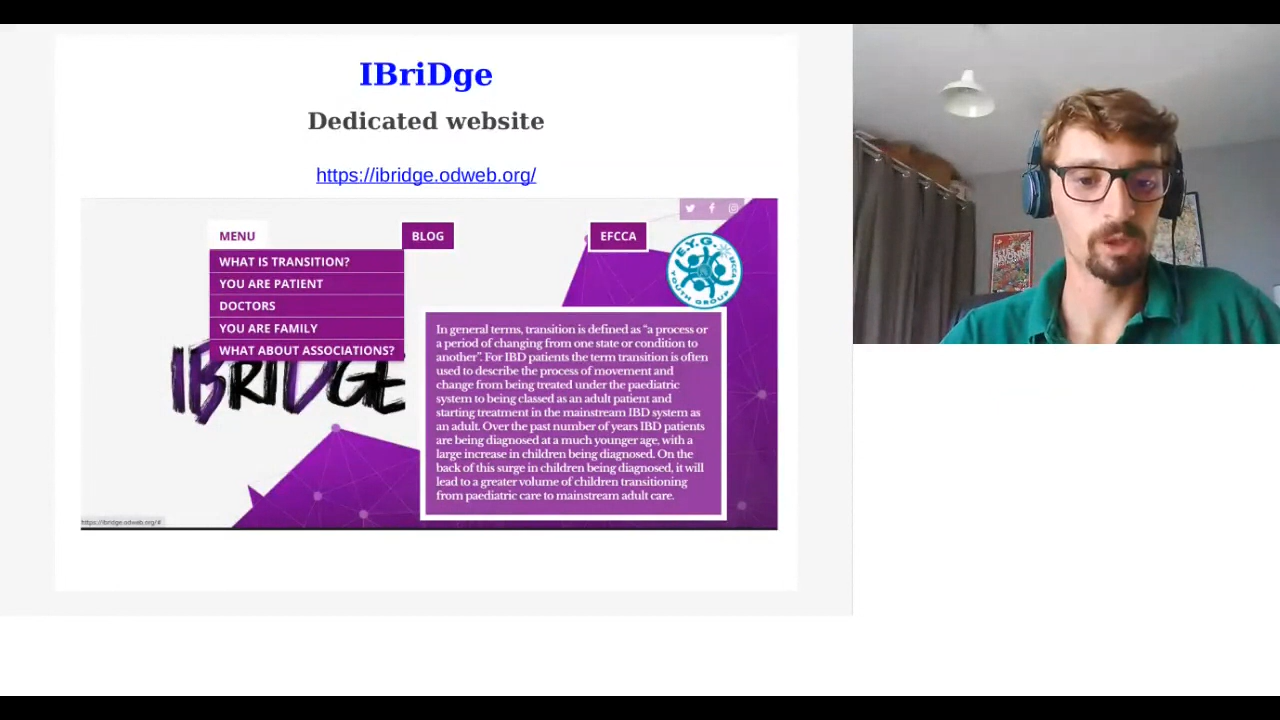 IBriDge
Dedicated website
https://ibridge.odweb.org/
MENU
BLOG
EFCCA
WHAT IS TRANSITION?
YOU ARE PATIENT
DOCTORS
YOU ARE FAMILY
WHAT ABOUT ASSOCIATIONS?
E.Y.G.
EFCCA
YOUTH GROUP
IBRIDGE
In general terms, transition is defined as “a process or
a period of changing from one state or condition to
another”. For IBD patients the term transition is often
used to describe the process of movement and
change from being treated under the paediatric
system to being classed as an adult patient and
starting treatment in the mainstream IBD system as
an adult. Over the past number of years IBD patients
are being diagnosed at a much younger age, with a
large increase in children being diagnosed. On the
back of this surge in children being diagnosed, it will
lead to a greater volume of children transitioning
from paediatric care to mainstream adult care.
https://ibridge.odweb.org/#